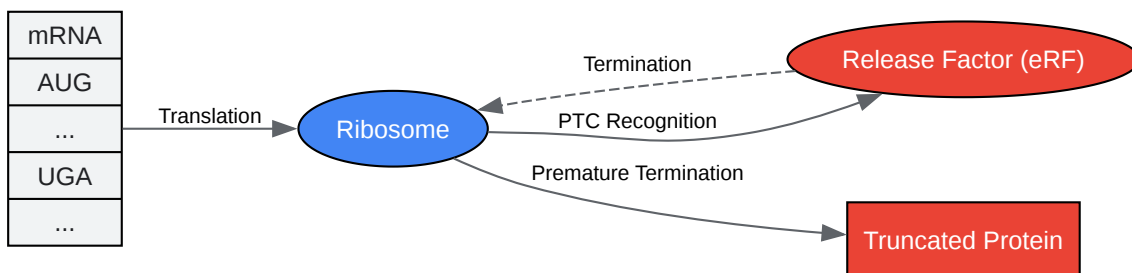 mRNA
AUG
...
UGA
...
Translation
Ribosome
Termination
PTC Recognition
Premature Termination
Release Factor (eRF)
Truncated Protein